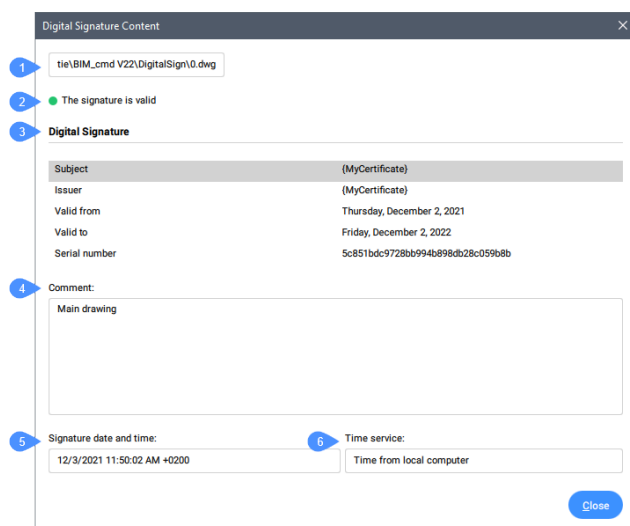 Digital Signature Content
1
tie\BIM_cmd V22\DigitalSign\0.dwg
2
The signature is valid
3
Digital Signature
Subject {MyCertificate}
Issuer {MyCertificate}
Valid from Thursday, December 2, 2021
Valid to Friday, December 2, 2022
Serial number 5c851bdc9728bb994b898db28c059b8b
4
Comment:
Main drawing
5
Signature date and time:
12/3/2021 11:50:02 AM +0200
6
Time service:
Time from local computer
Close